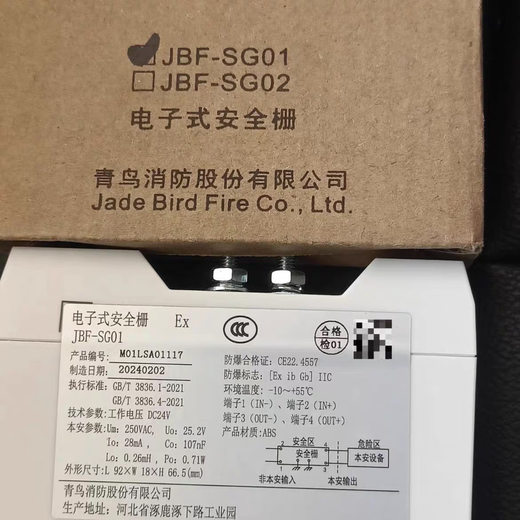 JBF-SG01
JBF-SG02
电子式安全栅
青鸟消防股份有限公司
Jade Bird Fire Co., Ltd.
电子式安全栅 Ex
JBF-SG01
CCC
合格
检01
产品编号: M01LSA01117
制造日期: 20240202
执行标准: GB/T 3836.1-2021
GB/T 3836.4-2021
技术参数: 工作电压 DC24V
本安参数: Um: 250VAC, Uo: 25.2V
Io: 28mA, Co: 107nF
Lo: 0.26mH, Po: 0.71W
外形尺寸: L 92×W 18×H 66.5(mm)
防爆合格证: CE22.4557
防爆标志: [Ex ib Gb] IIC
环境温度: -10~+55℃
端子1 (IN-)、端子2 (IN+)
端子3 (OUT-)、端子4 (OUT+)
产品材质: ABS
安全区 危险区
2 4
安全栅 本安设备
1 3
非本安输入 本安输出
青鸟消防股份有限公司
生产地址: 河北省涿鹿涿下路工业园